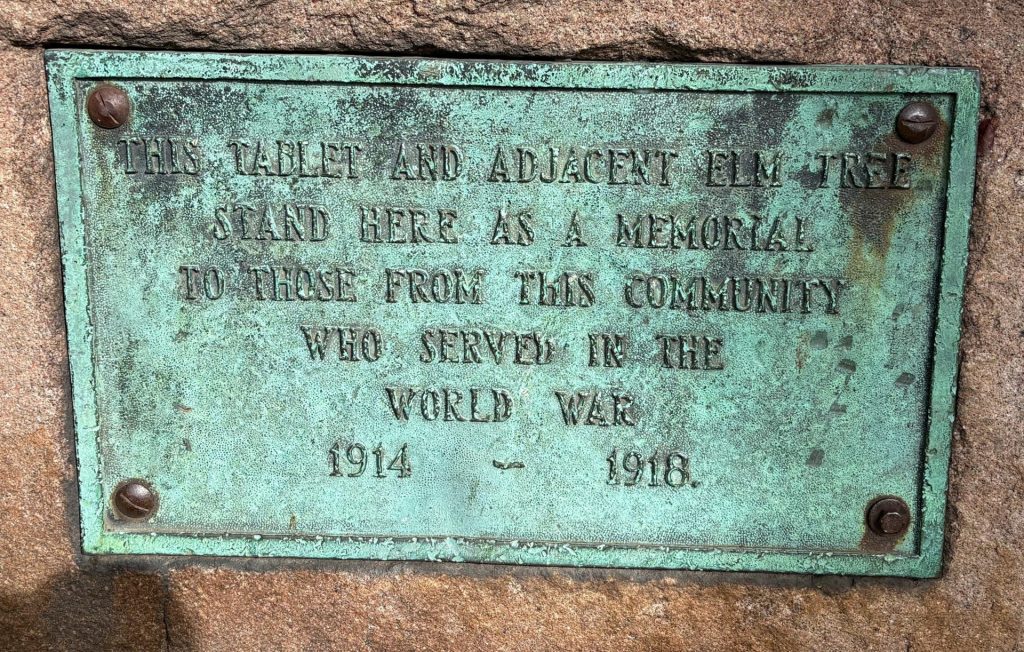 THIS TABLET AND ADJACENT ELM TREE
STAND HERE AS A MEMORIAL
TO THOSE FROM THIS COMMUNITY
WHO SERVED IN THE
WORLD WAR
1914 - 1918.